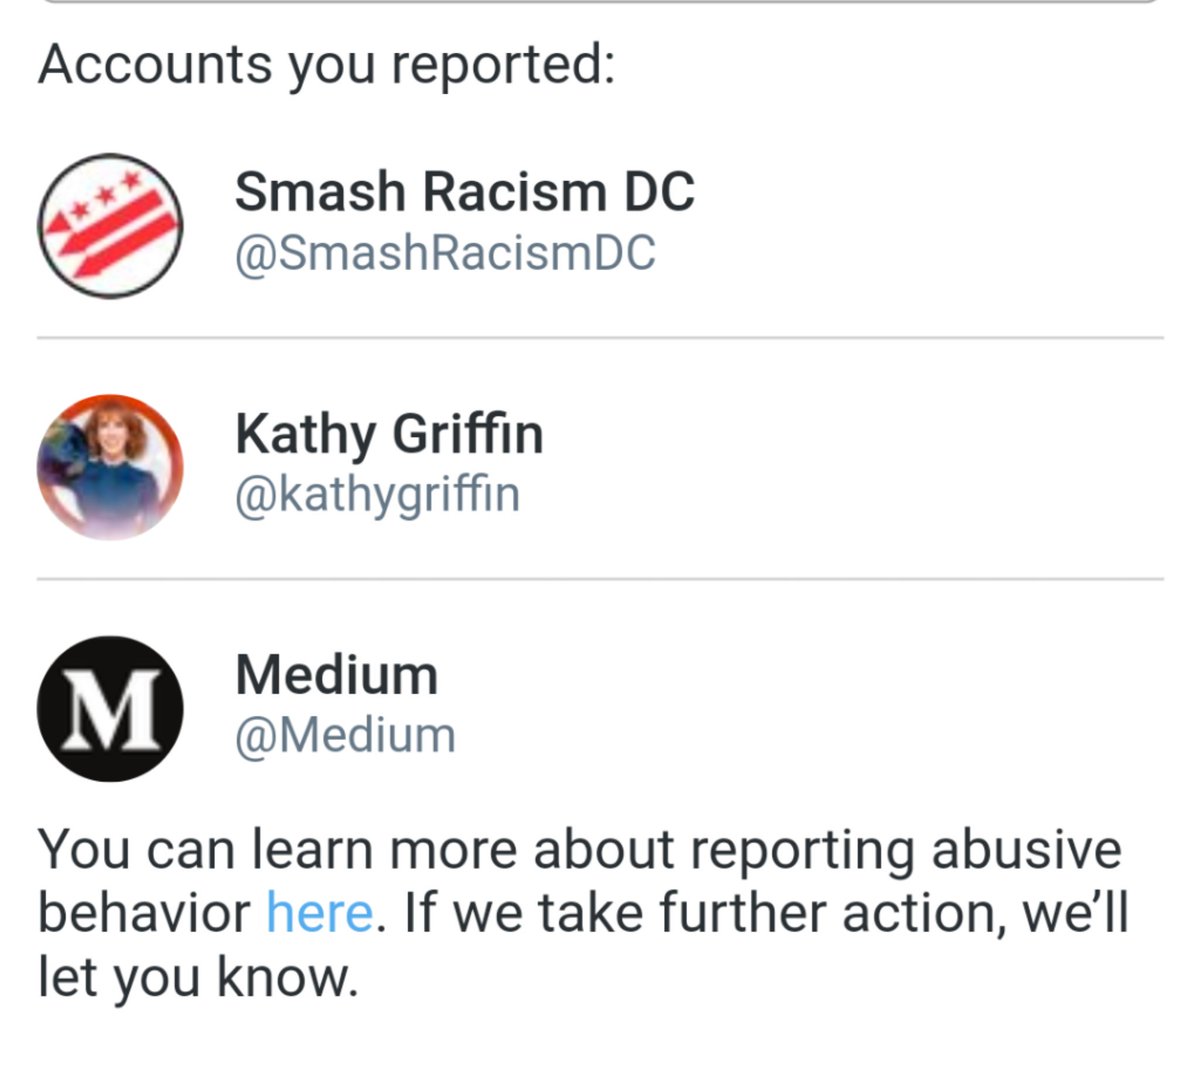 Accounts you reported:
Smash Racism DC
@SmashRacismDC
Kathy Griffin
@kathygriffin
M
Medium
@Medium
You can learn more about reporting abusive
behavior here. If we take further action, we’ll
let you know.